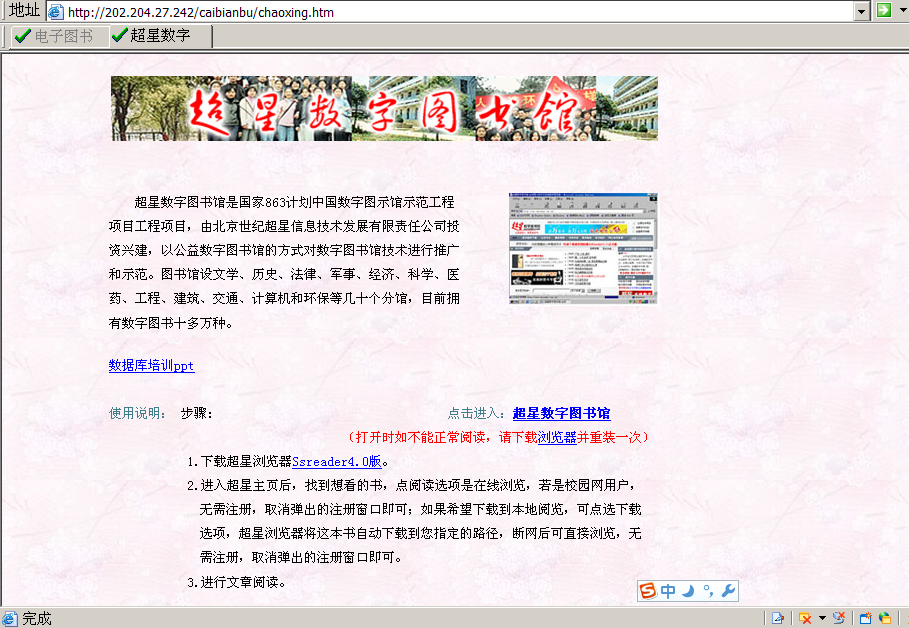 地址 http://202.204.27.242/caibianbu/chaoxing.htm
电子图书 超星数字
超星数字图书馆
超星数字图书馆是国家863计划中国数字图示馆示范工程
项目工程项目，由北京世纪超星信息技术发展有限责任公司投
资兴建，以公益数字图书馆的方式对数字图书馆技术进行推广
和示范。图书馆设文学、历史、法律、军事、经济、科学、医
药、工程、建筑、交通、计算机和环保等几十个分馆，目前拥
有数字图书十多万种。
数据库培训ppt
使用说明： 步骤： 点击进入：超星数字图书馆
（打开时如不能正常阅读，请下载浏览器并重装一次）
1.下载超星浏览器Ssreader4.0版。
2.进入超星主页后，找到想看的书，点阅读选项是在线浏览，若是校园网用户，
无需注册，取消弹出的注册窗口即可；如果希望下载到本地阅览，可点选下载
选项，超星浏览器将这本书自动下载到您指定的路径，断网后可直接浏览，无
需注册，取消弹出的注册窗口即可。
3.进行文章阅读。
中
完成